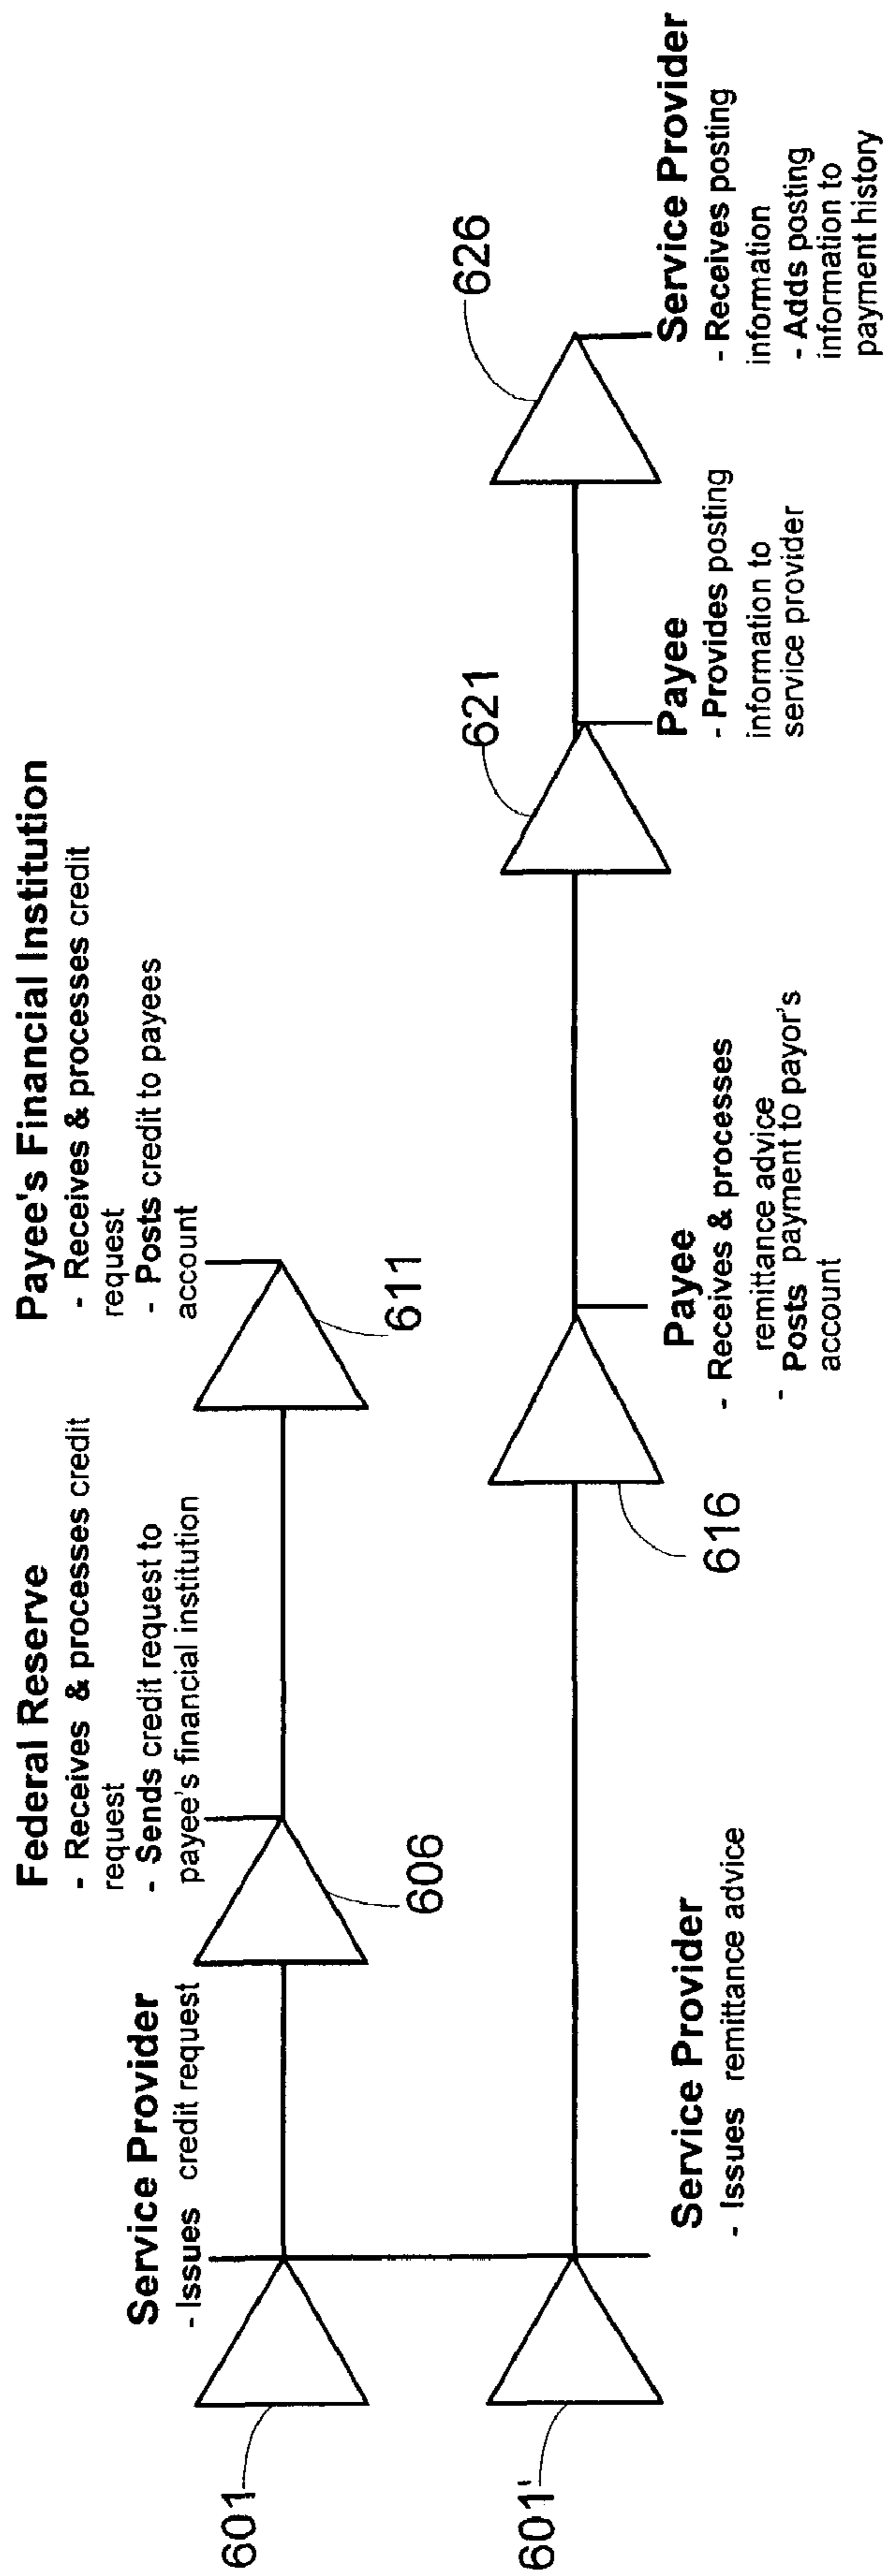 Service Provider
- Issues credit request
Federal Reserve
- Receives & processes credit
request
- Sends credit request to
payee's financial institution
Payee's Financial Institution
- Receives & processes credit
request
- Posts credit to payees
account
601
606
611
601'
616
621
626
Service Provider
- Issues remittance advice
Payee
- Receives & processes
remittance advice
- Posts payment to payor's
account
Payee
- Provides posting
information to
service provider
Service Provider
- Receives posting
information
- Adds posting
information to
payment history